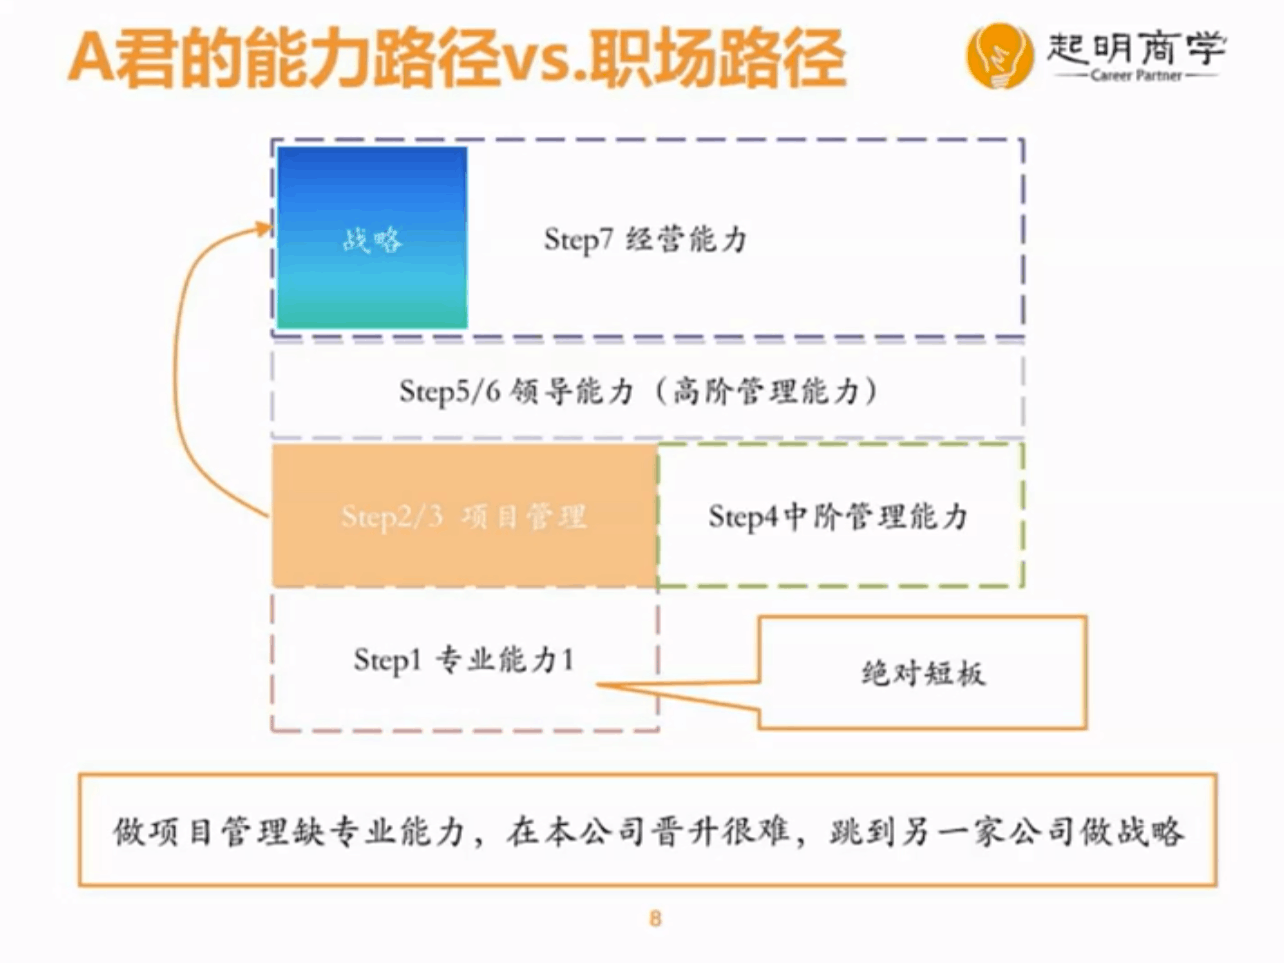 A君的能力路径vs.职场路径
起明商学
Career Partner
战略
Step7 经营能力
Step5/6 领导能力（高阶管理能力）
Step2/3 项目管理
Step4中阶管理能力
Step1 专业能力1
绝对短板
做项目管理缺专业能力，在本公司晋升很难，跳到另一家公司做战略
8